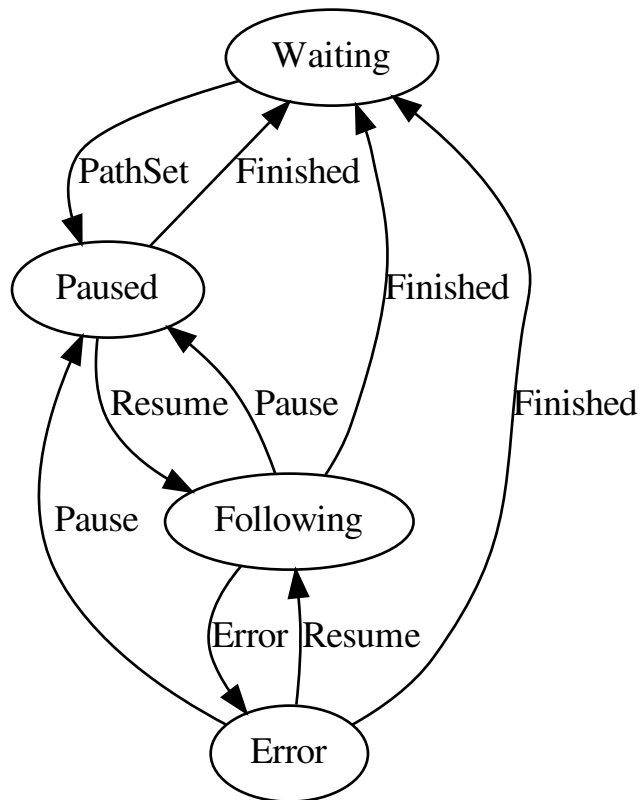 Waiting
PathSet
Finished
Paused
Finished
Resume
Pause
Finished
Pause
Following
Error
Resume
Error